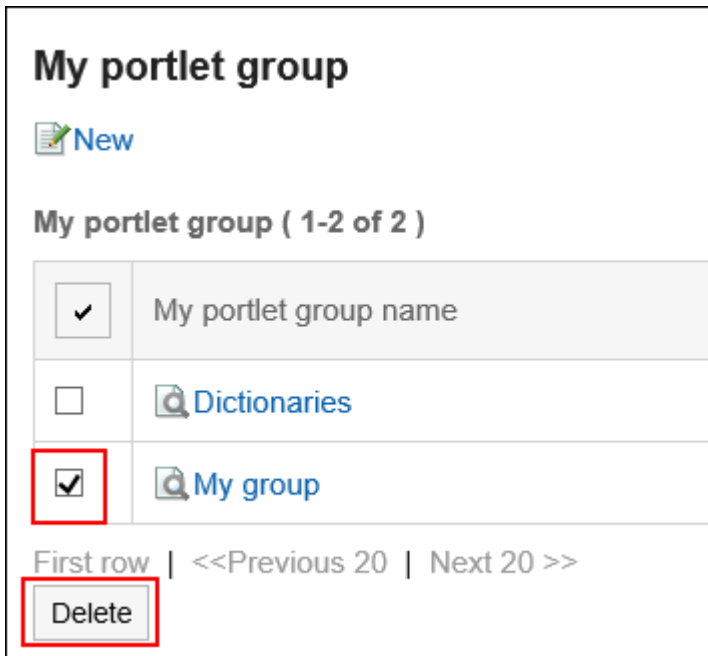 My portlet group
New
My portlet group ( 1-2 of 2 )
My portlet group name
Dictionaries
My group
First row | <<Previous 20 | Next 20 >>
Delete